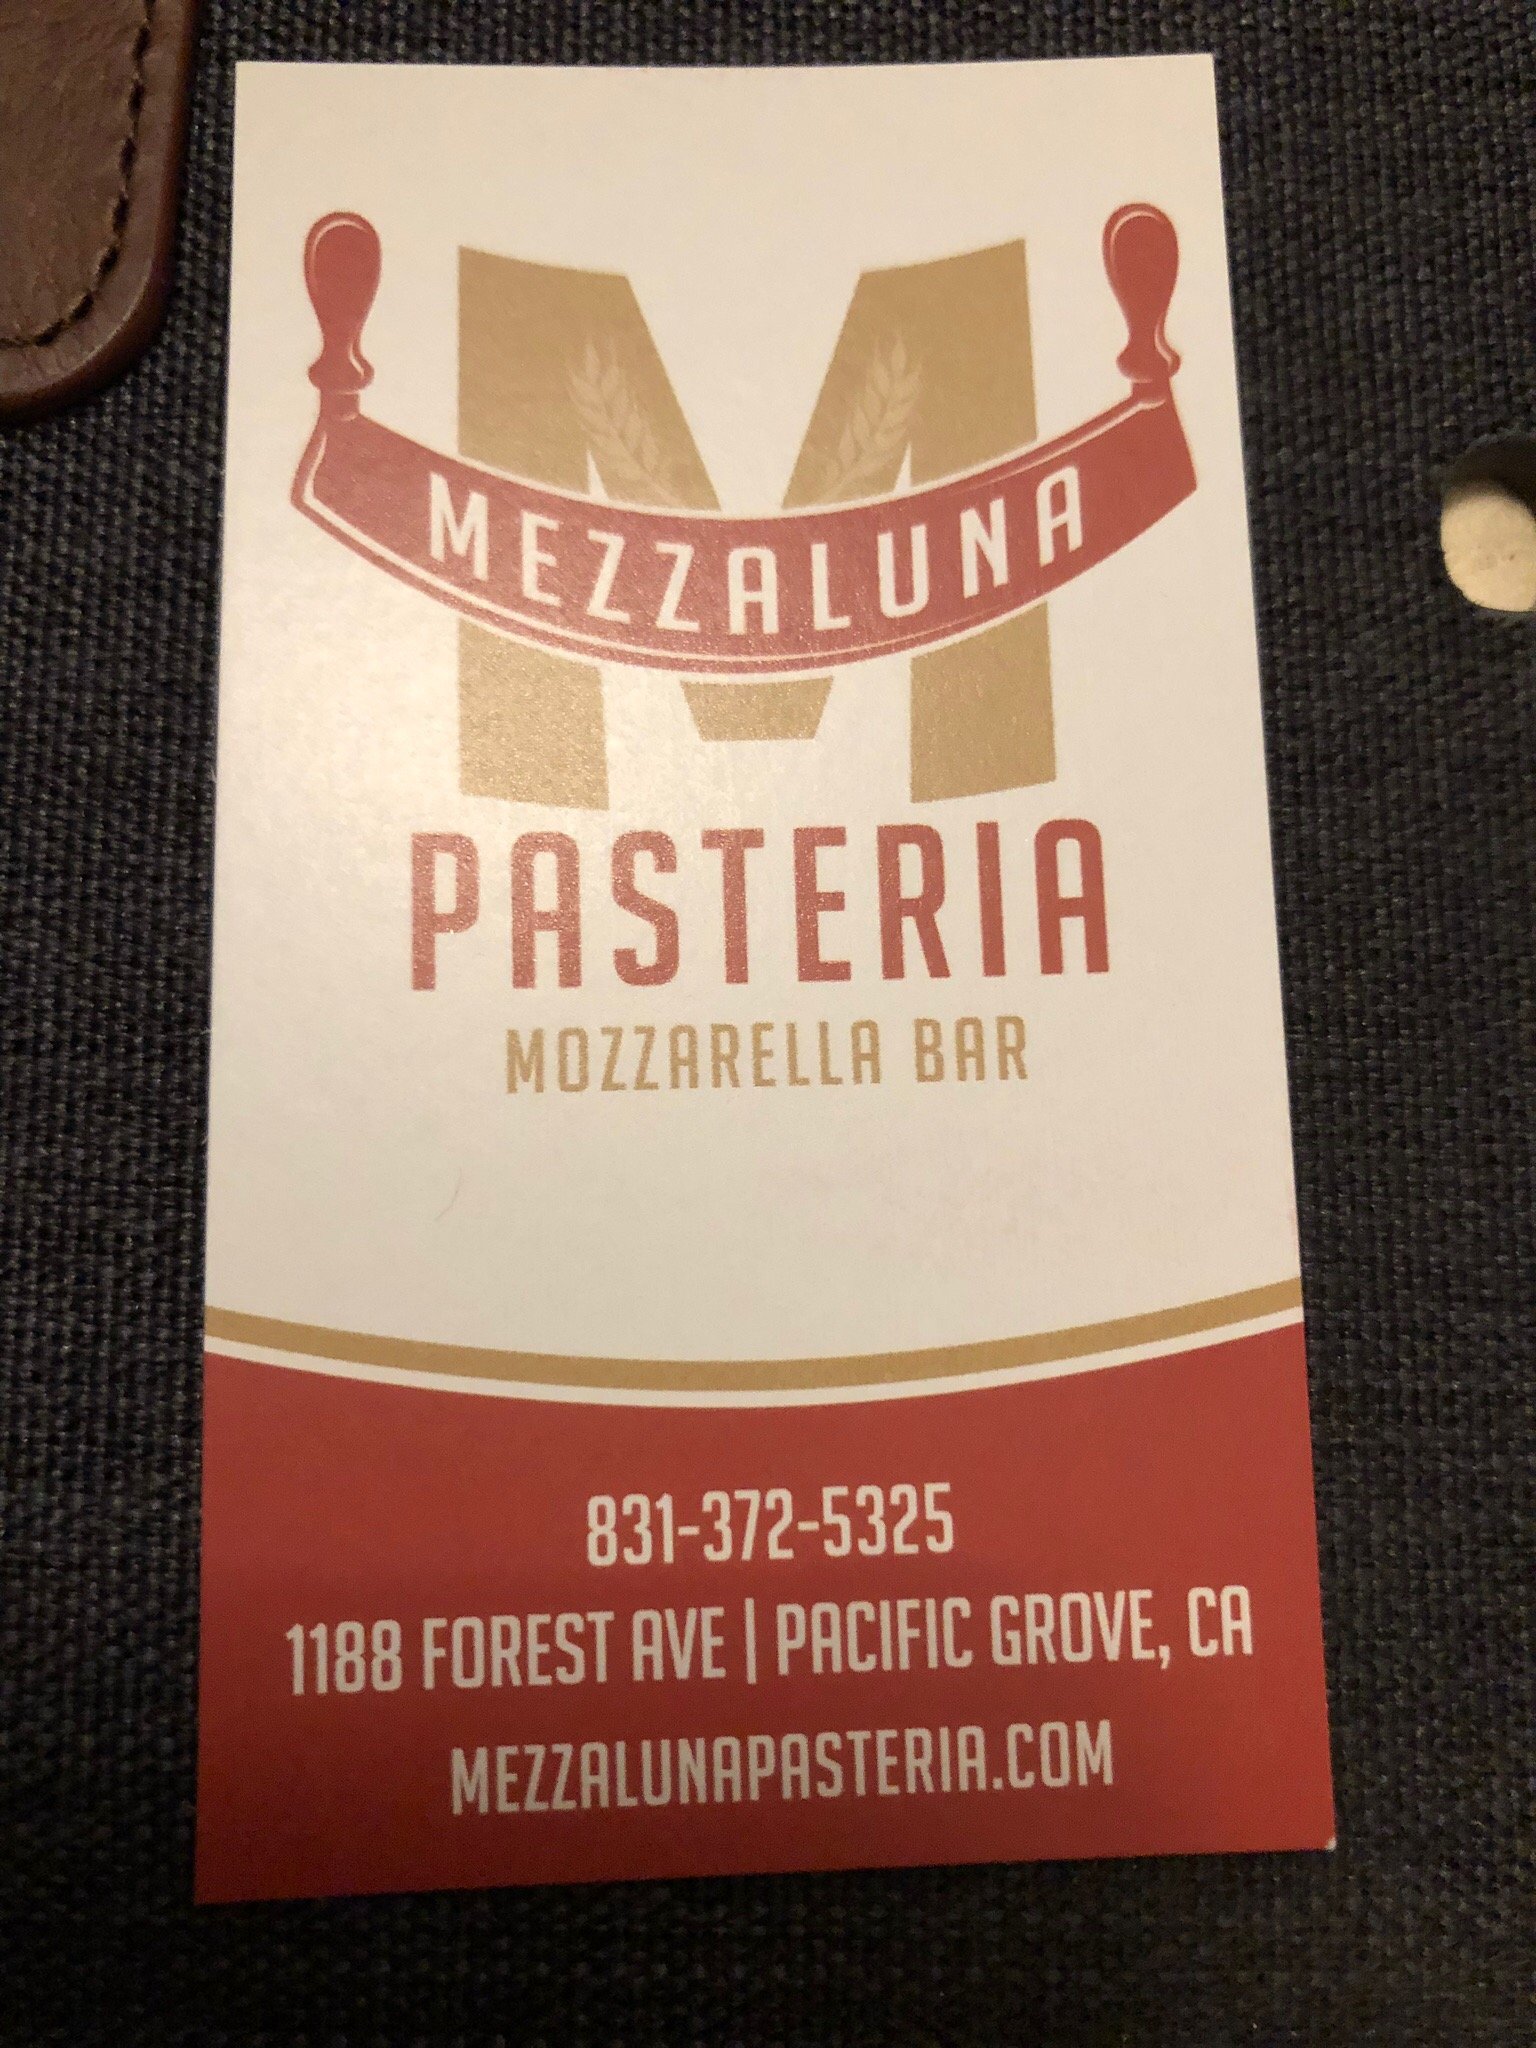 MEZZALUNA
PASTERIA
MOZZARELLA BAR
831-372-5325
1188 FOREST AVE | PACIFIC GROVE, CA
MEZZALUNAPASTERIA.COM